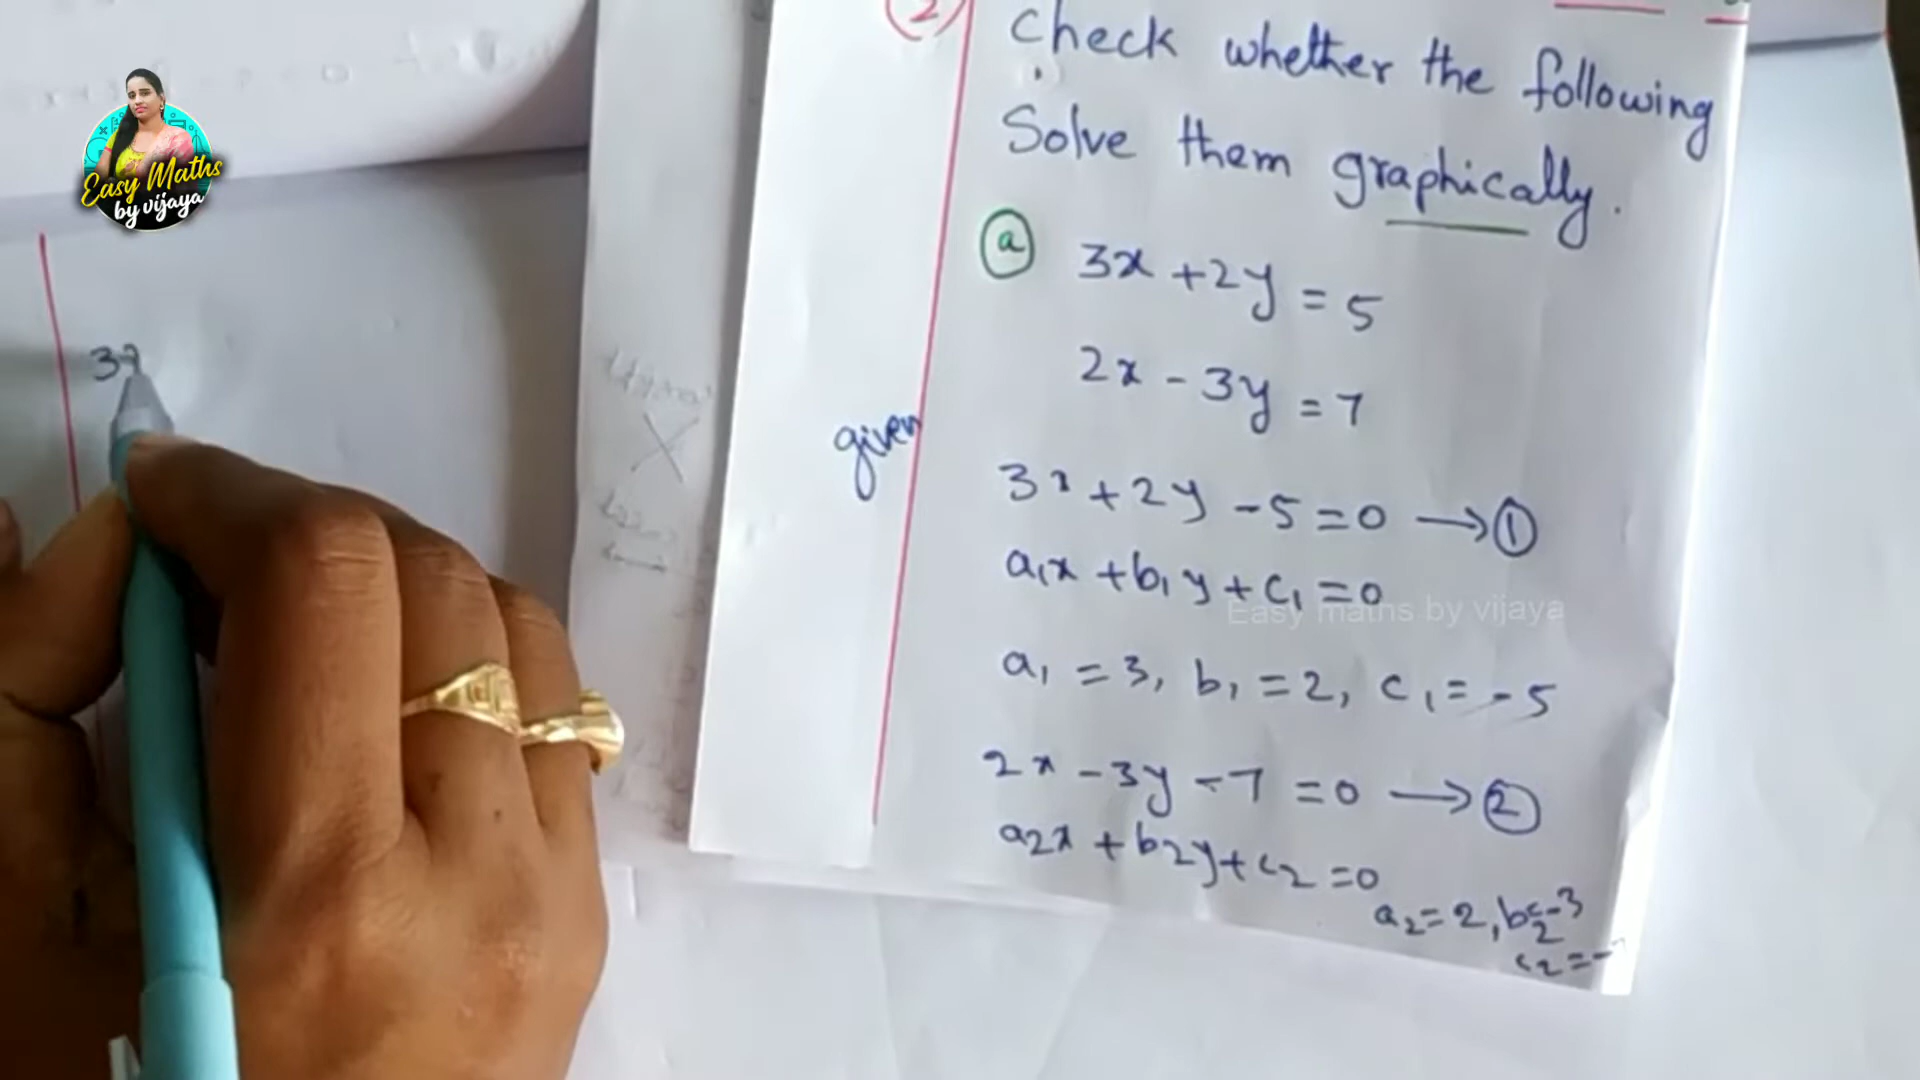 Easy Maths
by vijaya
2
Check whether the following
Solve them graphically.
a 3x + 2y = 5
2x - 3y = 7
given 3x + 2y - 5 = 0 → 1
a₁x + b₁y + c₁ = 0
Easy maths by vijaya
a₁ = 3, b₁ = 2, c₁ = -5
2x - 3y - 7 = 0 → 2
a₂x + b₂y + c₂ = 0
a₂ = 2, b₂ = -3
c₂ = -
3